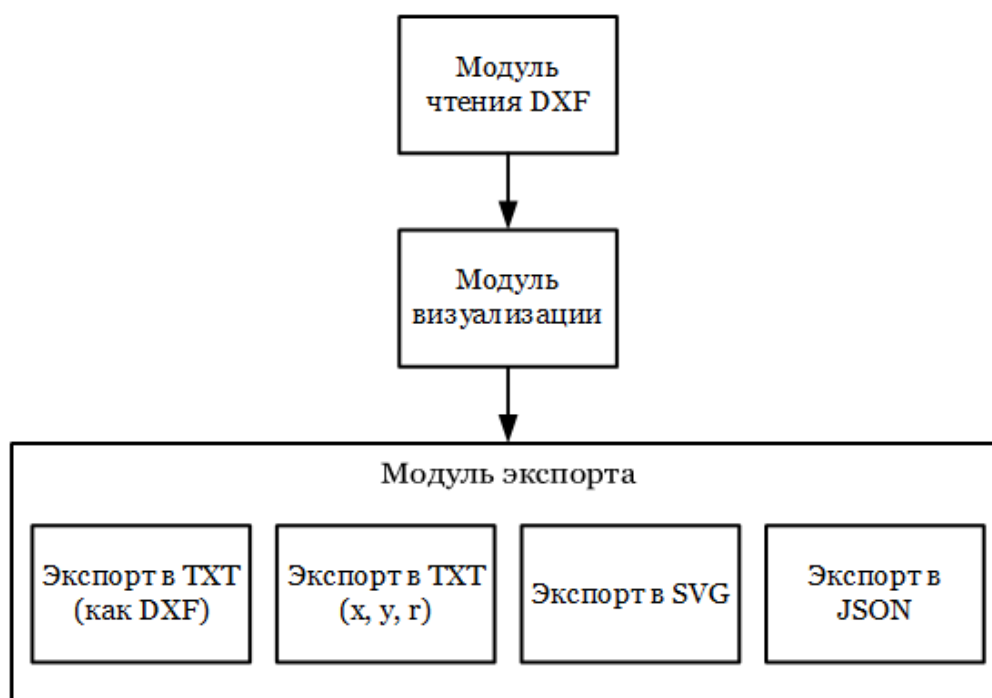 Модуль
чтения DXF
Модуль
визуализации
Модуль экспорта
Экспорт в TXT
(как DXF)
Экспорт в TXT
(x, y, r)
Экспорт в SVG
Экспорт в
JSON